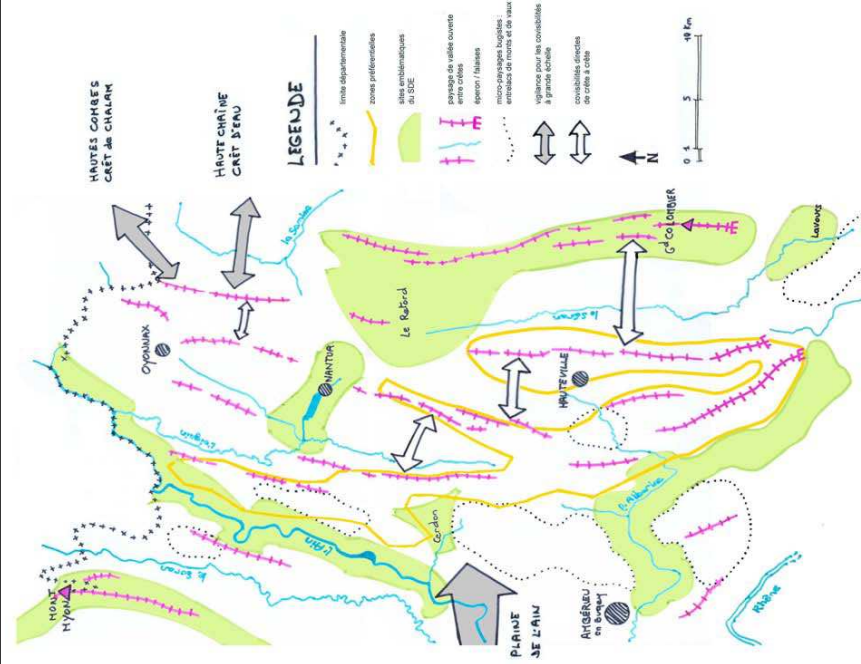 HAUTES COMBES
CRÊT de CHALAM
HAUTE CHAÎNE
CRÊT D'EAU
LEGENDE
limite départementale
zones préférentielles
sites emblématiques
du SDE
paysage de vallée ouverte
entre crêtes
éperon / falaises
micro-paysages bugistes :
entrelacs de monts et de vaux
vigilance pour les covisibilités
à grande échelle
covisibilités directes
de crête à crête
N
0 1 5 10 Km
OYONNAX
NANTUA
Le Retord
Gd COLOMBIER
Lavours
le Séran
HAUTEVILLE
L'Ain
Cerdon
MONT
MYON
PLAINE
DE L'AIN
AMBÉRIEU
en Bugey
Rhône